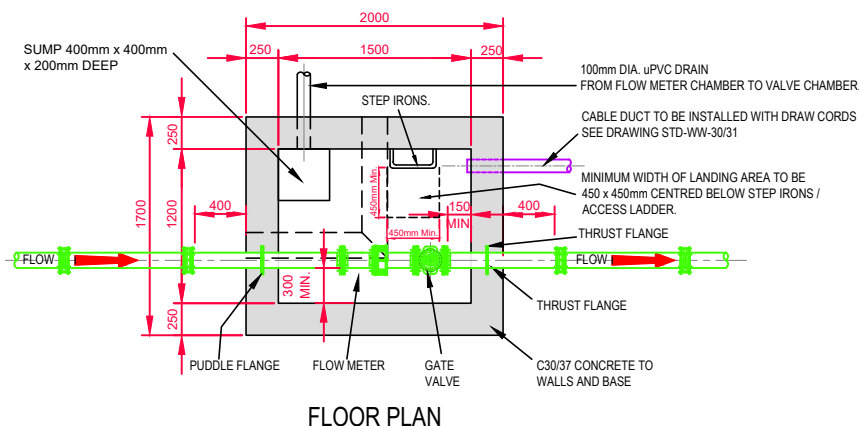 2000
250
1500
250
SUMP 400mm x 400mm
x 200mm DEEP
100mm DIA. uPVC DRAIN
FROM FLOW METER CHAMBER TO VALVE CHAMBER.
STEP IRONS.
CABLE DUCT TO BE INSTALLED WITH DRAW CORDS
SEE DRAWING STD-WW-30/31
250
1700
1200
250
MINIMUM WIDTH OF LANDING AREA TO BE
450 x 450mm CENTRED BELOW STEP IRONS /
ACCESS LADDER.
450mm Min.
400
150
MIN
400
450mm Min.
THRUST FLANGE
FLOW
FLOW
300
MIN.
THRUST FLANGE
PUDDLE FLANGE
FLOW METER
GATE
VALVE
C30/37 CONCRETE TO
WALLS AND BASE
FLOOR PLAN